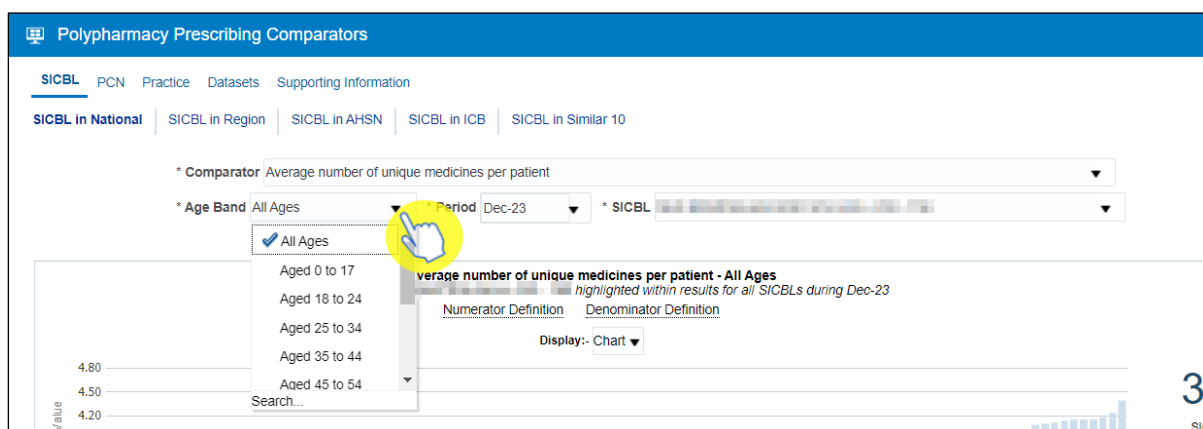 Polypharmacy Prescribing Comparators
SICBL PCN Practice Datasets Supporting Information
SICBL in National SICBL in Region SICBL in AHSN SICBL in ICB SICBL in Similar 10
* Comparator Average number of unique medicines per patient
* Age Band All Ages * Period Dec-23 * SICBL
All Ages
Aged 0 to 17
verage number of unique medicines per patient - All Ages
highlighted within results for all SICBLs during Dec-23
Aged 18 to 24
Numerator Definition Denominator Definition
Aged 25 to 34
Display:- Chart
Aged 35 to 44
4.80
Aged 45 to 54
4.50
Search...
4.20
Value
3